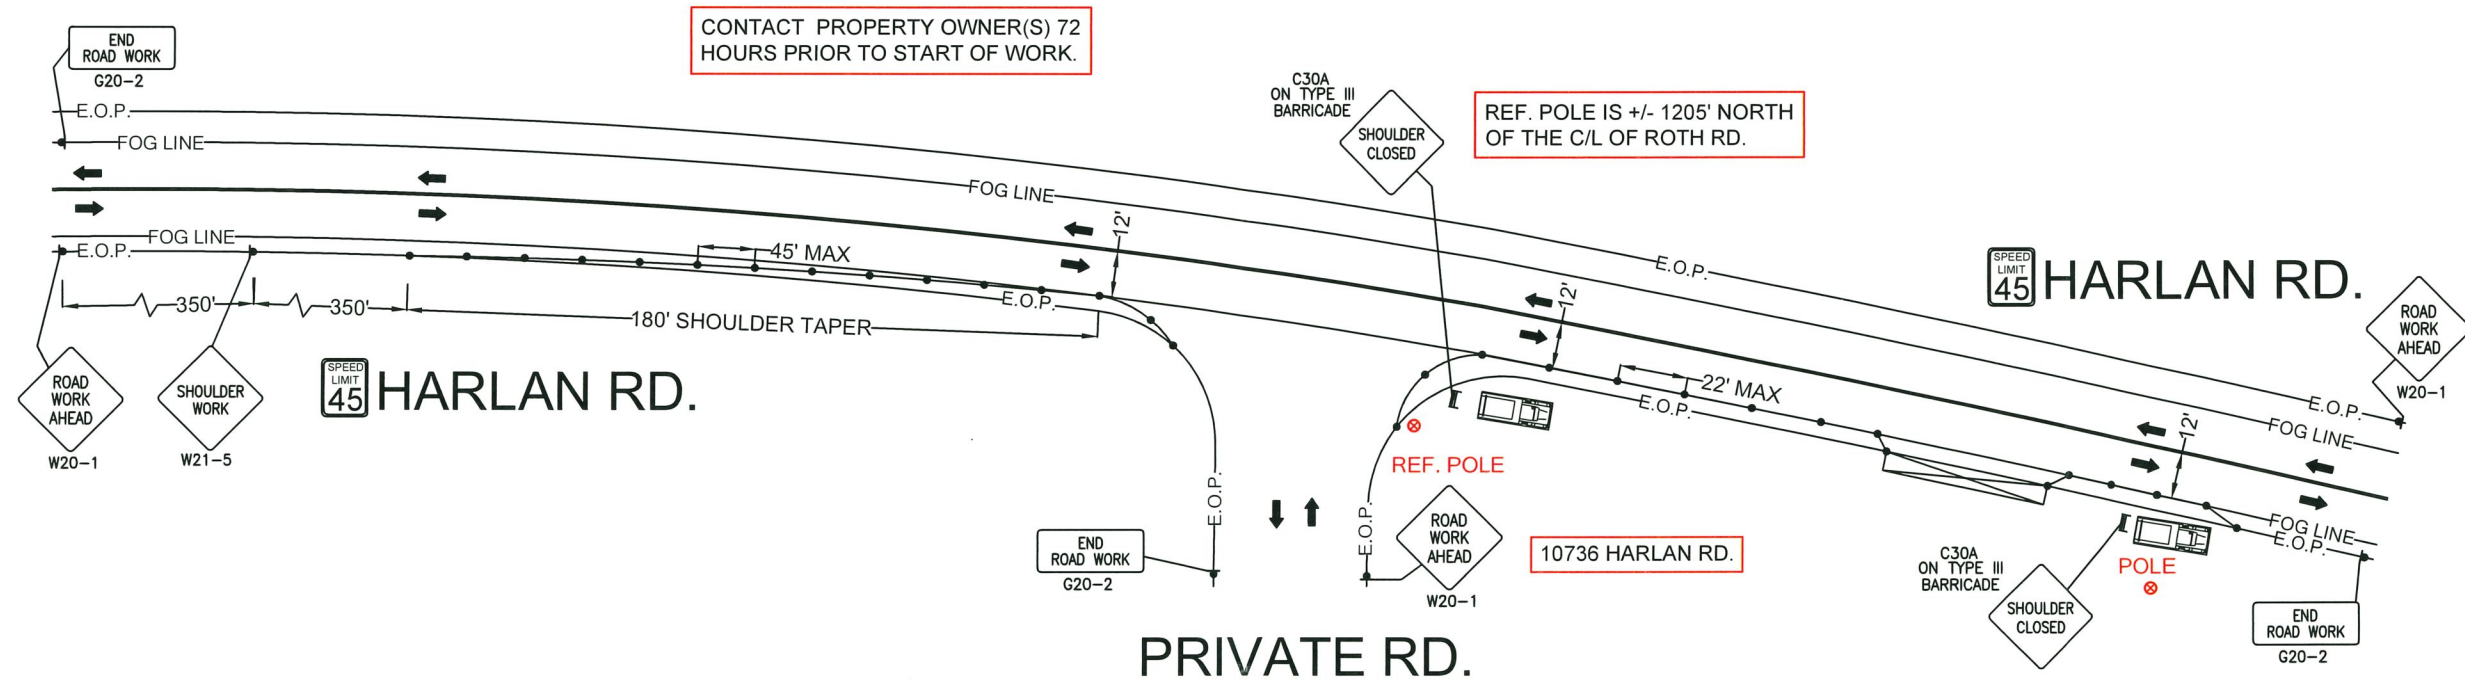 END
ROAD WORK
G20-2
CONTACT PROPERTY OWNER(S) 72
HOURS PRIOR TO START OF WORK.
C30A
ON TYPE III
BARRICADE
SHOULDER
CLOSED
REF. POLE IS +/- 1205' NORTH
OF THE C/L OF ROTH RD.
E.O.P.
FOG LINE
FOG LINE
12'
FOG LINE
E.O.P.
45' MAX
E.O.P.
12'
E.O.P.
SPEED
LIMIT
45
HARLAN RD.
ROAD
WORK
AHEAD
W20-1
350'
350'
180' SHOULDER TAPER
E.O.P.
22' MAX
E.O.P.
FOG LINE
12'
ROAD
WORK
AHEAD
W20-1
SHOULDER
WORK
W21-5
SPEED
LIMIT
45
HARLAN RD.
REF. POLE
E.O.P.
E.O.P.
END
ROAD WORK
G20-2
ROAD
WORK
AHEAD
W20-1
10736 HARLAN RD.
FOG LINE
E.O.P.
C30A
ON TYPE III
BARRICADE
POLE
SHOULDER
CLOSED
END
ROAD WORK
G20-2
PRIVATE RD.